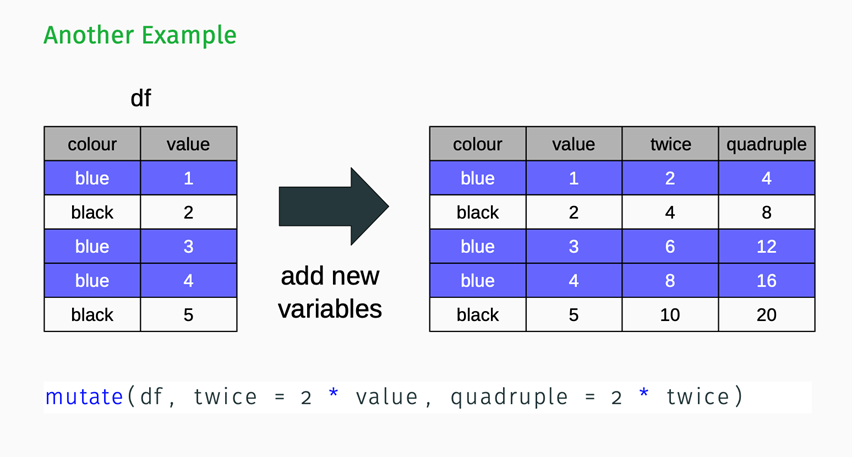 Another Example
df
colour value
blue 1
black 2
blue 3
blue 4
black 5
add new
variables
colour value twice quadruple
blue 1 2 4
black 2 4 8
blue 3 6 12
blue 4 8 16
black 5 10 20
mutate(df, twice = 2 * value, quadruple = 2 * twice)